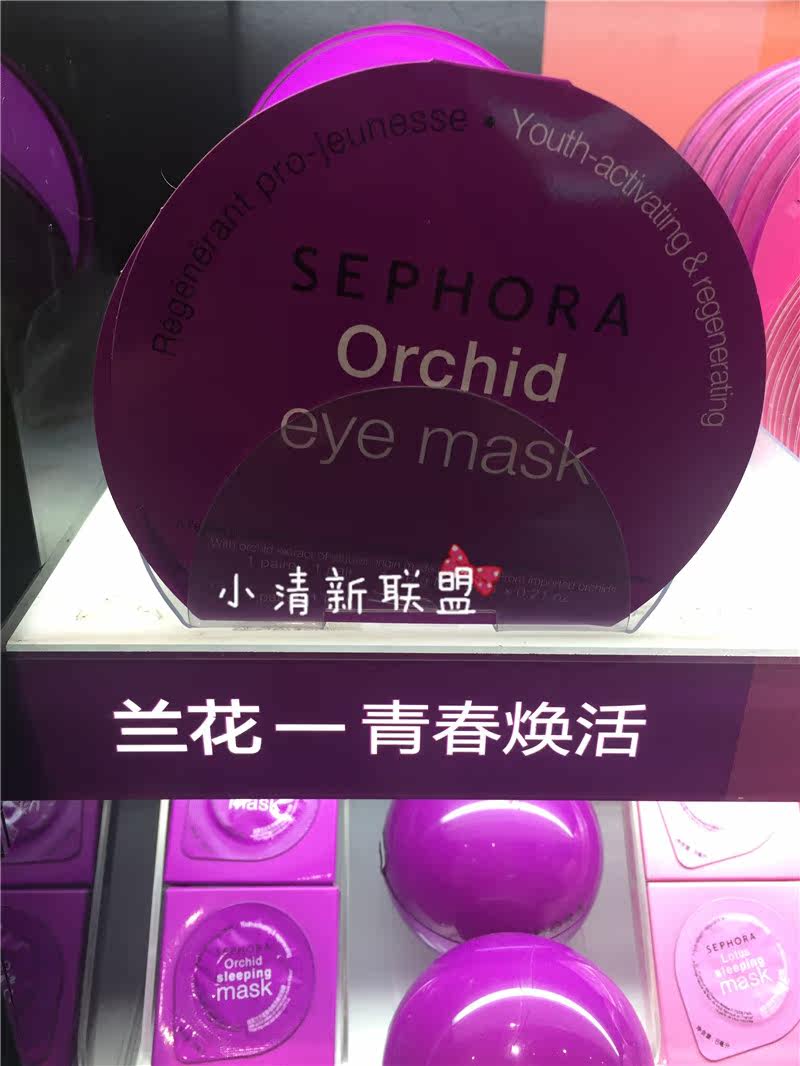 Régénérant pro-jeunesse • Youth-activating & regenerating
SEPHORA
Orchid
eye mask
小清新联盟
兰花 — 青春焕活
mask
SEPHORA
Orchid
sleeping
mask
SEPHORA
Lotus
sleeping
mask